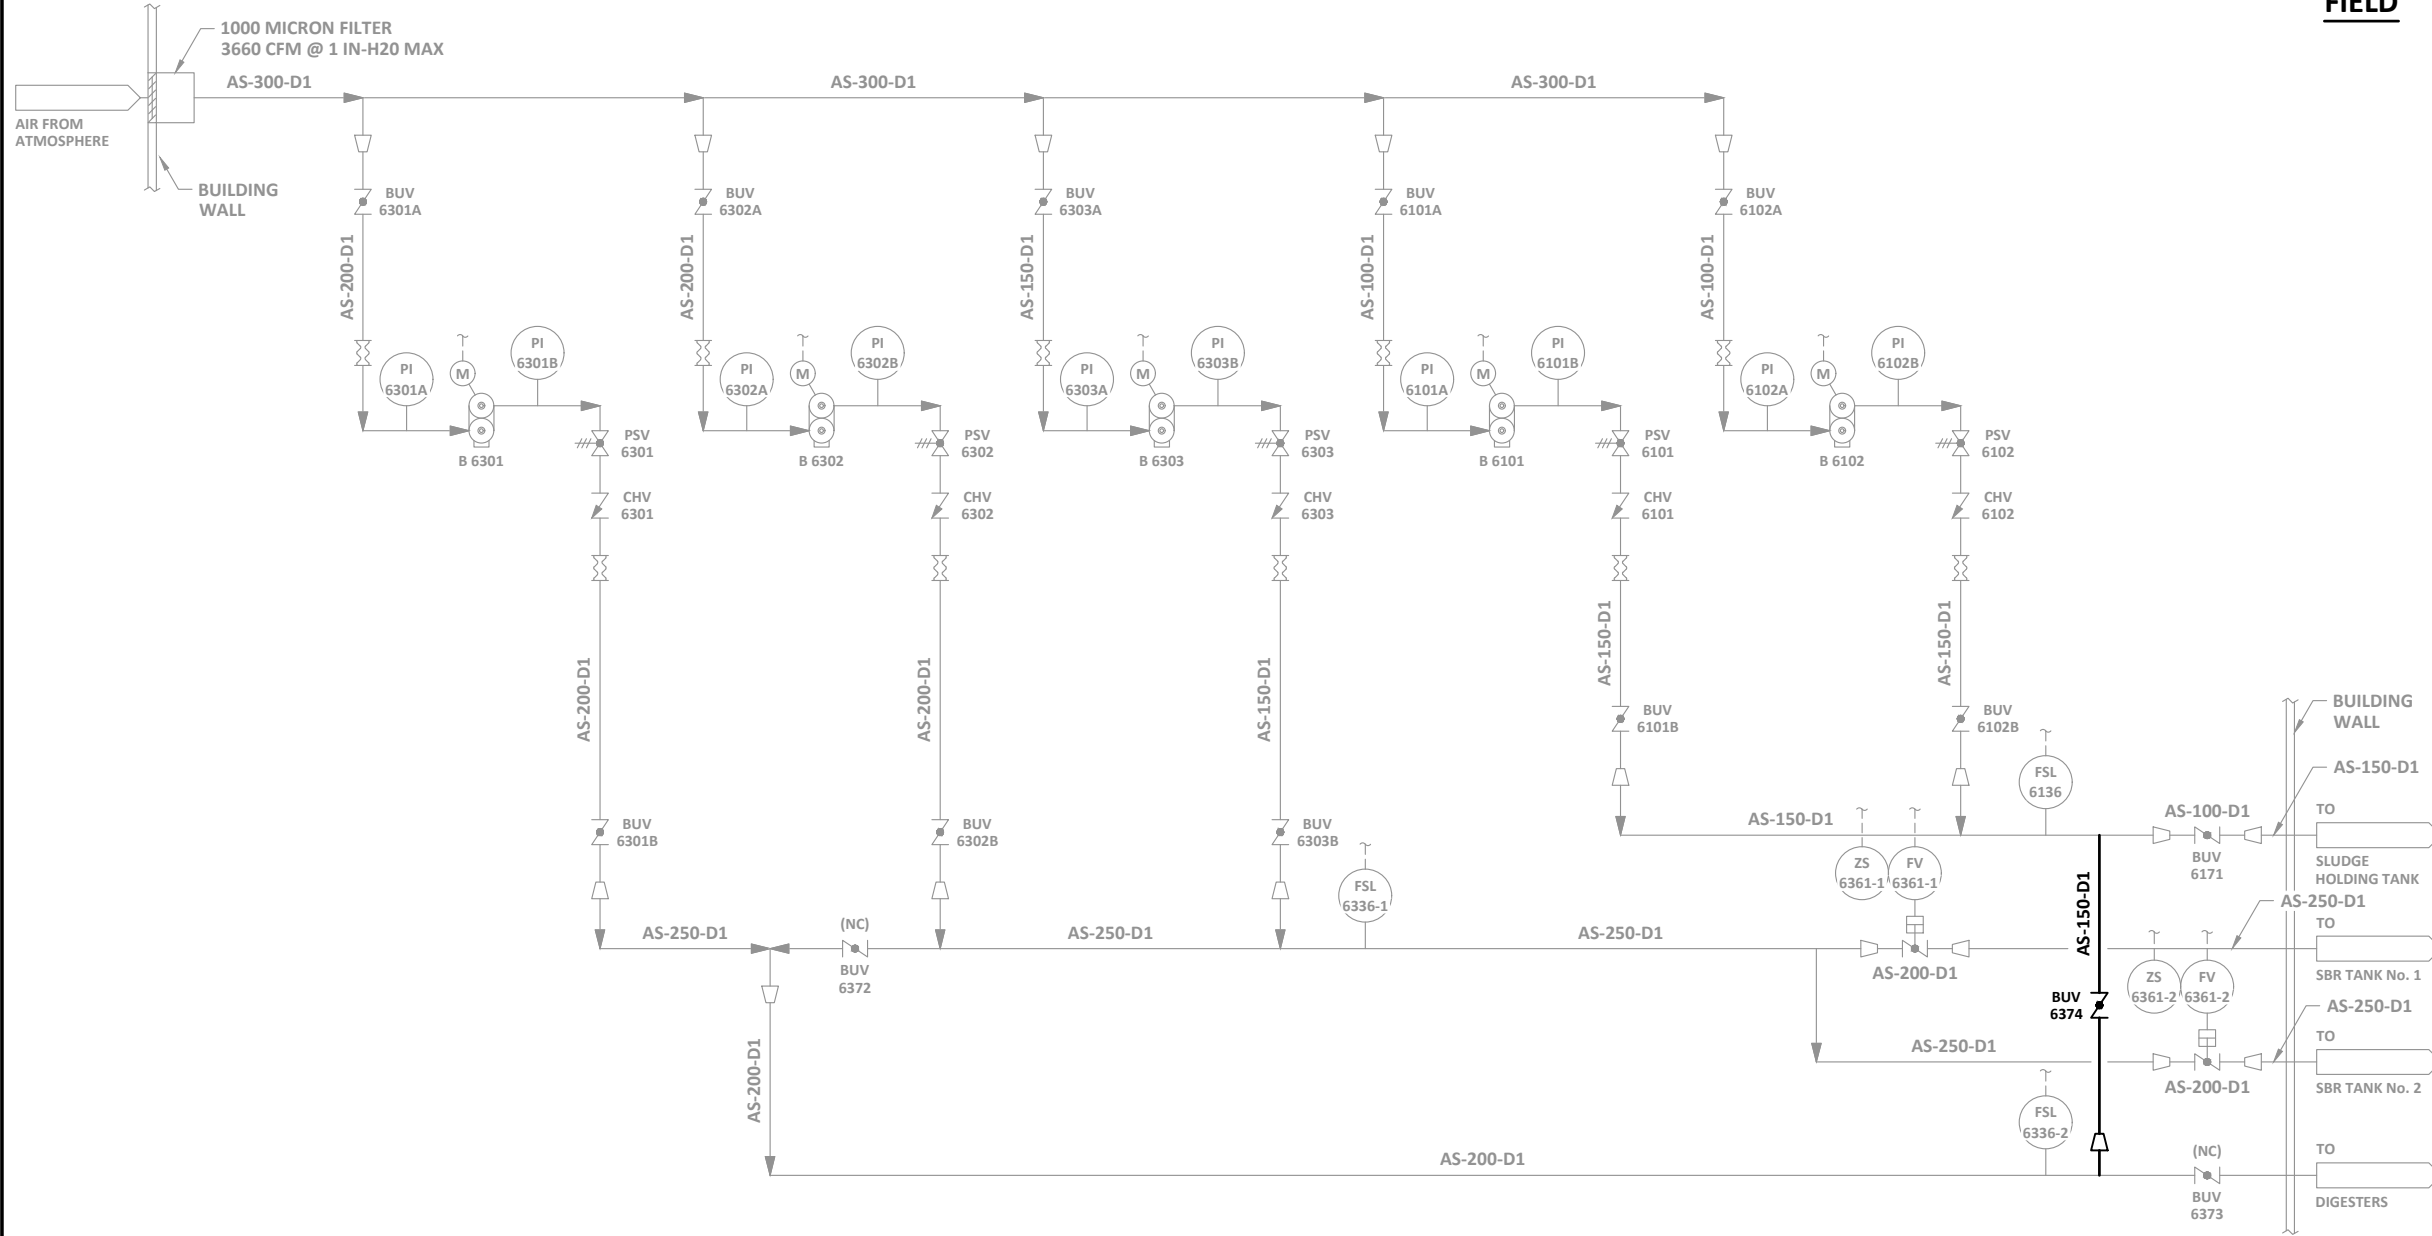 FIELD
1000 MICRON FILTER
3660 CFM @ 1 IN-H20 MAX
AS-300-D1
AS-300-D1
AS-300-D1
AIR FROM
ATMOSPHERE
BUILDING
WALL
BUV
6301A
BUV
6302A
BUV
6303A
BUV
6101A
BUV
6102A
AS-200-D1
AS-200-D1
AS-150-D1
AS-100-D1
AS-100-D1
PI
6301A
M
PI
6301B
PI
6302A
M
PI
6302B
PI
6303A
M
PI
6303B
PI
6101A
M
PI
6101B
PI
6102A
M
PI
6102B
B 6301
PSV
6301
B 6302
PSV
6302
B 6303
PSV
6303
B 6101
PSV
6101
B 6102
PSV
6102
CHV
6301
CHV
6302
CHV
6303
CHV
6101
CHV
6102
AS-200-D1
AS-200-D1
AS-150-D1
AS-150-D1
AS-150-D1
BUV
6101B
BUV
6102B
BUILDING
WALL
AS-150-D1
FSL
6136
AS-150-D1
AS-100-D1
TO
BUV
6301B
BUV
6302B
BUV
6303B
BUV
6171
SLUDGE
HOLDING TANK
ZS
6361-1
FV
6361-1
FSL
6336-1
AS-150-D1
AS-250-D1
TO
AS-250-D1
(NC)
BUV
6372
AS-250-D1
AS-250-D1
AS-200-D1
ZS
6361-2
FV
6361-2
SBR TANK No. 1
BUV
6374
AS-250-D1
TO
AS-250-D1
AS-200-D1
SBR TANK No. 2
AS-200-D1
FSL
6336-2
AS-200-D1
(NC)
BUV
6373
TO
DIGESTERS